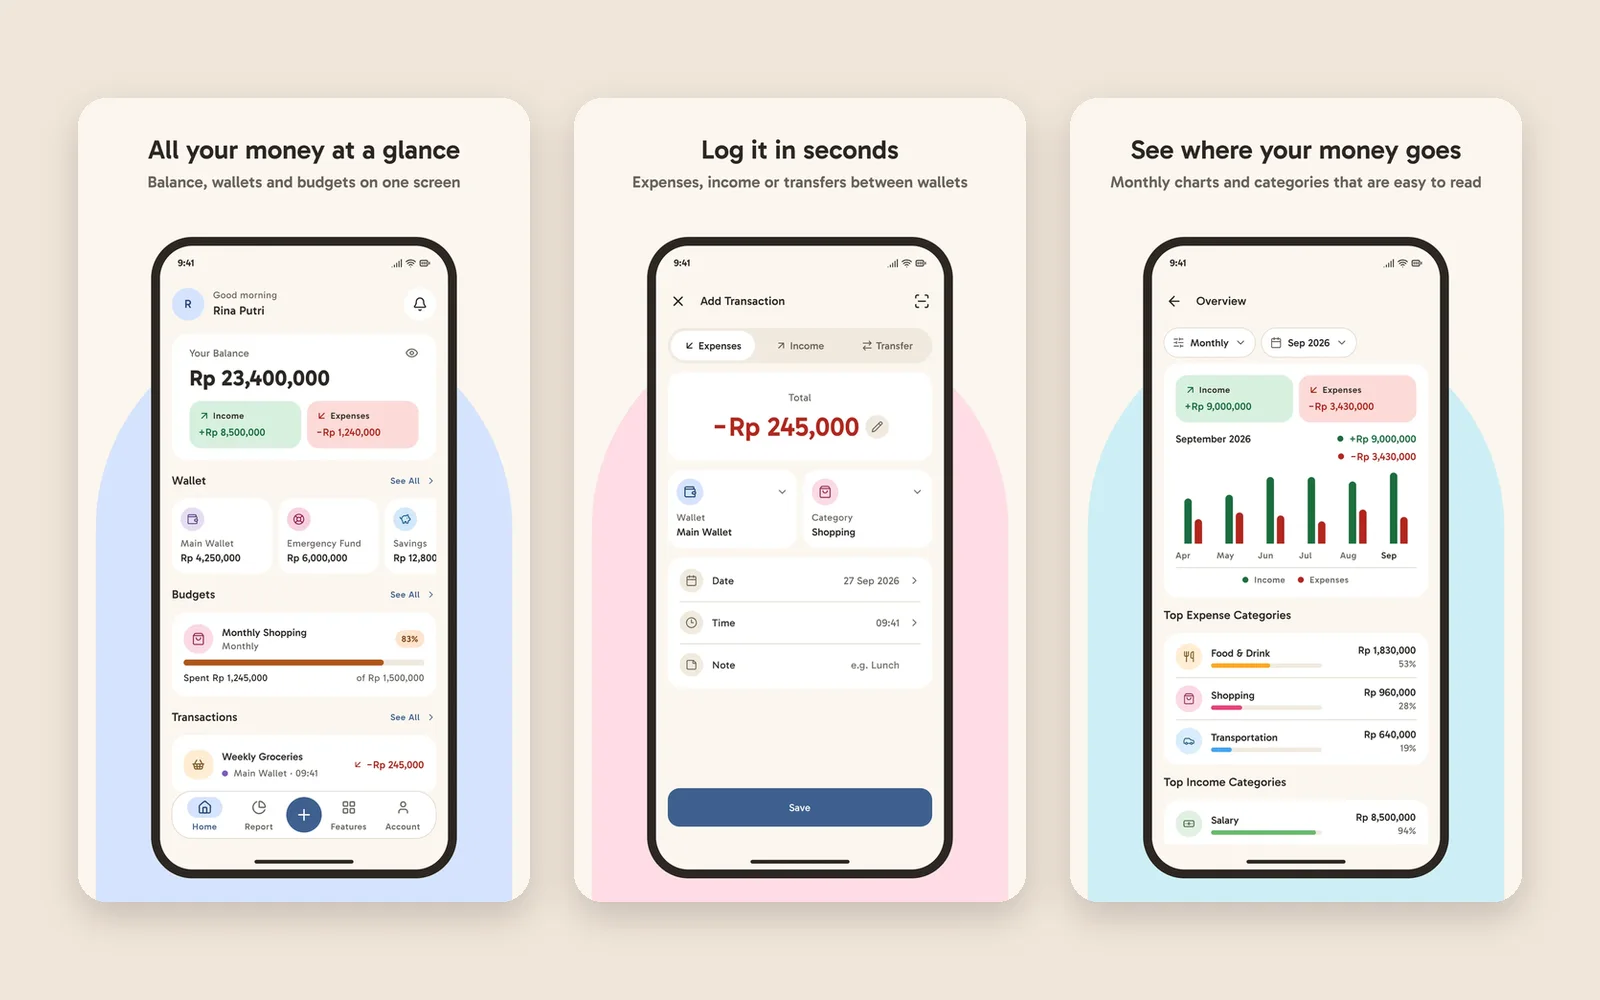 All your money at a glance
Balance, wallets and budgets on one screen
9:41
R
Good morning
Rina Putri
Your Balance
Rp 23,400,000
Income
+Rp 8,500,000
Expenses
−Rp 1,240,000
Wallet
See All
Main Wallet
Rp 4,250,000
Emergency Fund
Rp 6,000,000
Savings
Rp 12,800
Budgets
See All
Monthly Shopping
Monthly
83%
Spent Rp 1,245,000
of Rp 1,500,000
Transactions
See All
Weekly Groceries
Main Wallet · 09:41
−Rp 245,000
Home
Report
Features
Account
Log it in seconds
Expenses, income or transfers between wallets
9:41
Add Transaction
Expenses
Income
Transfer
Total
−Rp 245,000
Wallet
Main Wallet
Category
Shopping
Date
27 Sep 2026
Time
09:41
Note
e.g. Lunch
Save
See where your money goes
Monthly charts and categories that are easy to read
9:41
Overview
Monthly
Sep 2026
Income
+Rp 9,000,000
Expenses
−Rp 3,430,000
September 2026
+Rp 9,000,000
−Rp 3,430,000
Apr
May
Jun
Jul
Aug
Sep
Income
Expenses
Top Expense Categories
Food & Drink
Rp 1,830,000
53%
Shopping
Rp 960,000
28%
Transportation
Rp 640,000
19%
Top Income Categories
Salary
Rp 8,500,000
94%